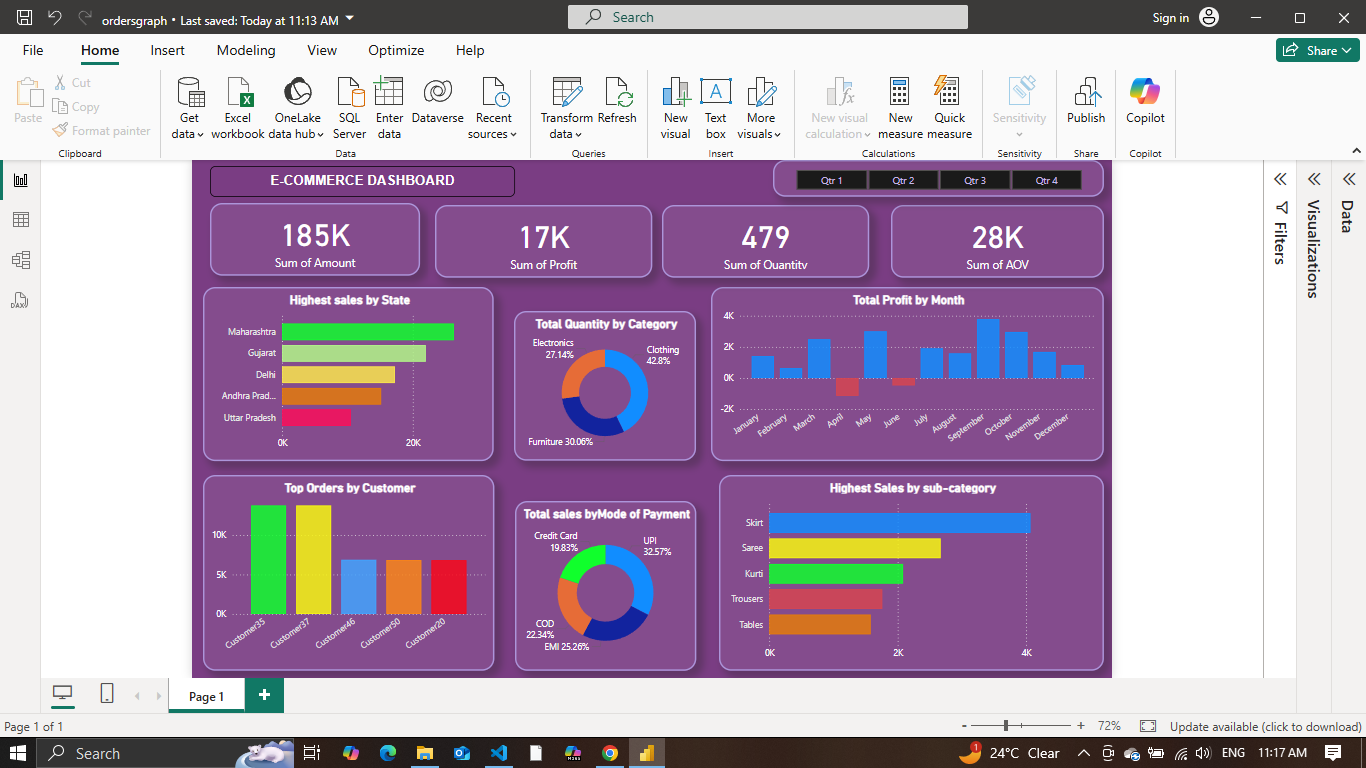 ordersgraph • Last saved: Today at 11:13 AM
Search
Sign in
File Home Insert Modeling View Optimize Help
Share
Paste
Cut
Copy
Format painter
Clipboard
Get data
Excel workbook
OneLake data hub
SQL Server
Enter data
Dataverse
Recent sources
Data
Transform data
Refresh
Queries
New visual
Text box
More visuals
Insert
New visual calculation
New measure
Quick measure
Calculations
Sensitivity
Sensitivity
Publish
Share
Copilot
Copilot
DAX
E-COMMERCE DASHBOARD
Qtr 1 Qtr 2 Qtr 3 Qtr 4
185K
Sum of Amount
17K
Sum of Profit
479
Sum of Quantity
28K
Sum of AOV
Highest sales by State
Maharashtra
Gujarat
Delhi
Andhra Prad...
Uttar Pradesh
0K 20K
Total Quantity by Category
Electronics
27.14%
Clothing
42.8%
Furniture 30.06%
Total Profit by Month
4K
2K
0K
-2K
January February March April May June July August September October November December
Top Orders by Customer
10K
5K
0K
Customer35 Customer37 Customer46 Customer50 Customer20
Total sales byMode of Payment
Credit Card
19.83%
UPI
32.57%
COD
22.34%
EMI 25.26%
Highest Sales by sub-category
Skirt
Saree
Kurti
Trousers
Tables
0K 2K 4K
Filters
Visualizations
Data
Page 1
Page 1 of 1
- + 72%
Update available (click to download)
Search
1
24°C Clear
ENG
11:17 AM